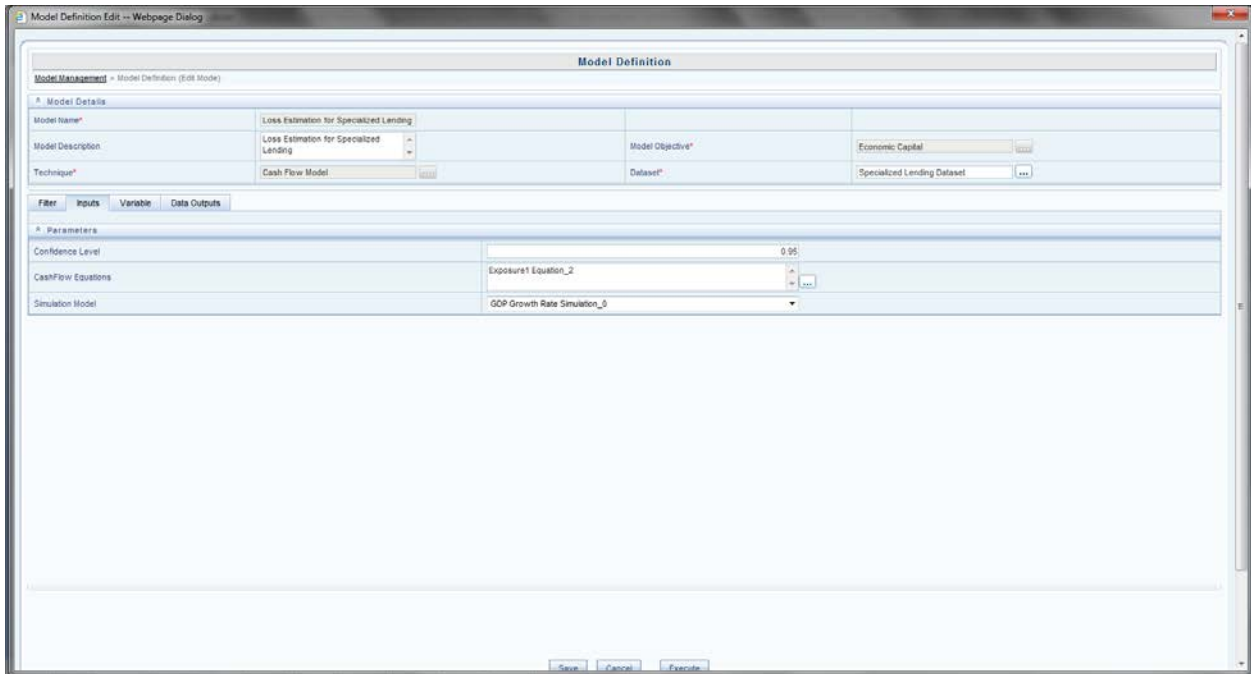 Model Definition Edit -- Webpage Dialog
Model Definition
Model Management » Model Definition (Edit Mode)
Model Details
Model Name* Loss Estimation for Specialized Lending
Model Description Loss Estimation for Specialized Lending Model Objective* Economic Capital ...
Technique* Cash Flow Model ... Dataset* Specialized Lending Dataset ...
Filter Inputs Variable Data Outputs
Parameters
Confidence Level 0.95
CashFlow Equations Exposure1 Equation_2 ...
Simulation Model GDP Growth Rate Simulation_0
Save Cancel Execute